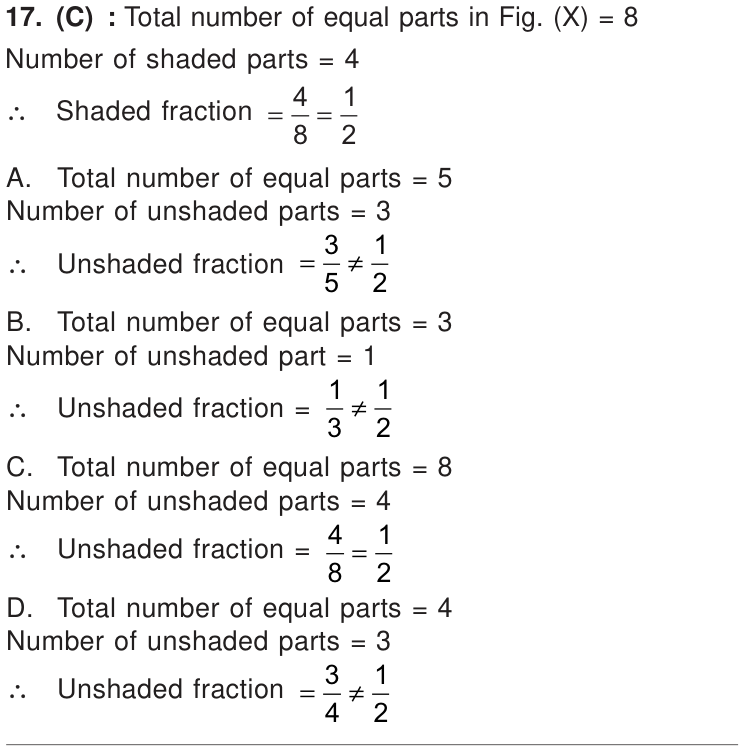 17. (C) : Total number of equal parts in Fig. (X) = 8
Number of shaded parts = 4
∴ Shaded fraction = 4/8 = 1/2
A. Total number of equal parts = 5
Number of unshaded parts = 3
∴ Unshaded fraction = 3/5 ≠ 1/2
B. Total number of equal parts = 3
Number of unshaded part = 1
∴ Unshaded fraction = 1/3 ≠ 1/2
C. Total number of equal parts = 8
Number of unshaded parts = 4
∴ Unshaded fraction = 4/8 = 1/2
D. Total number of equal parts = 4
Number of unshaded parts = 3
∴ Unshaded fraction = 3/4 ≠ 1/2